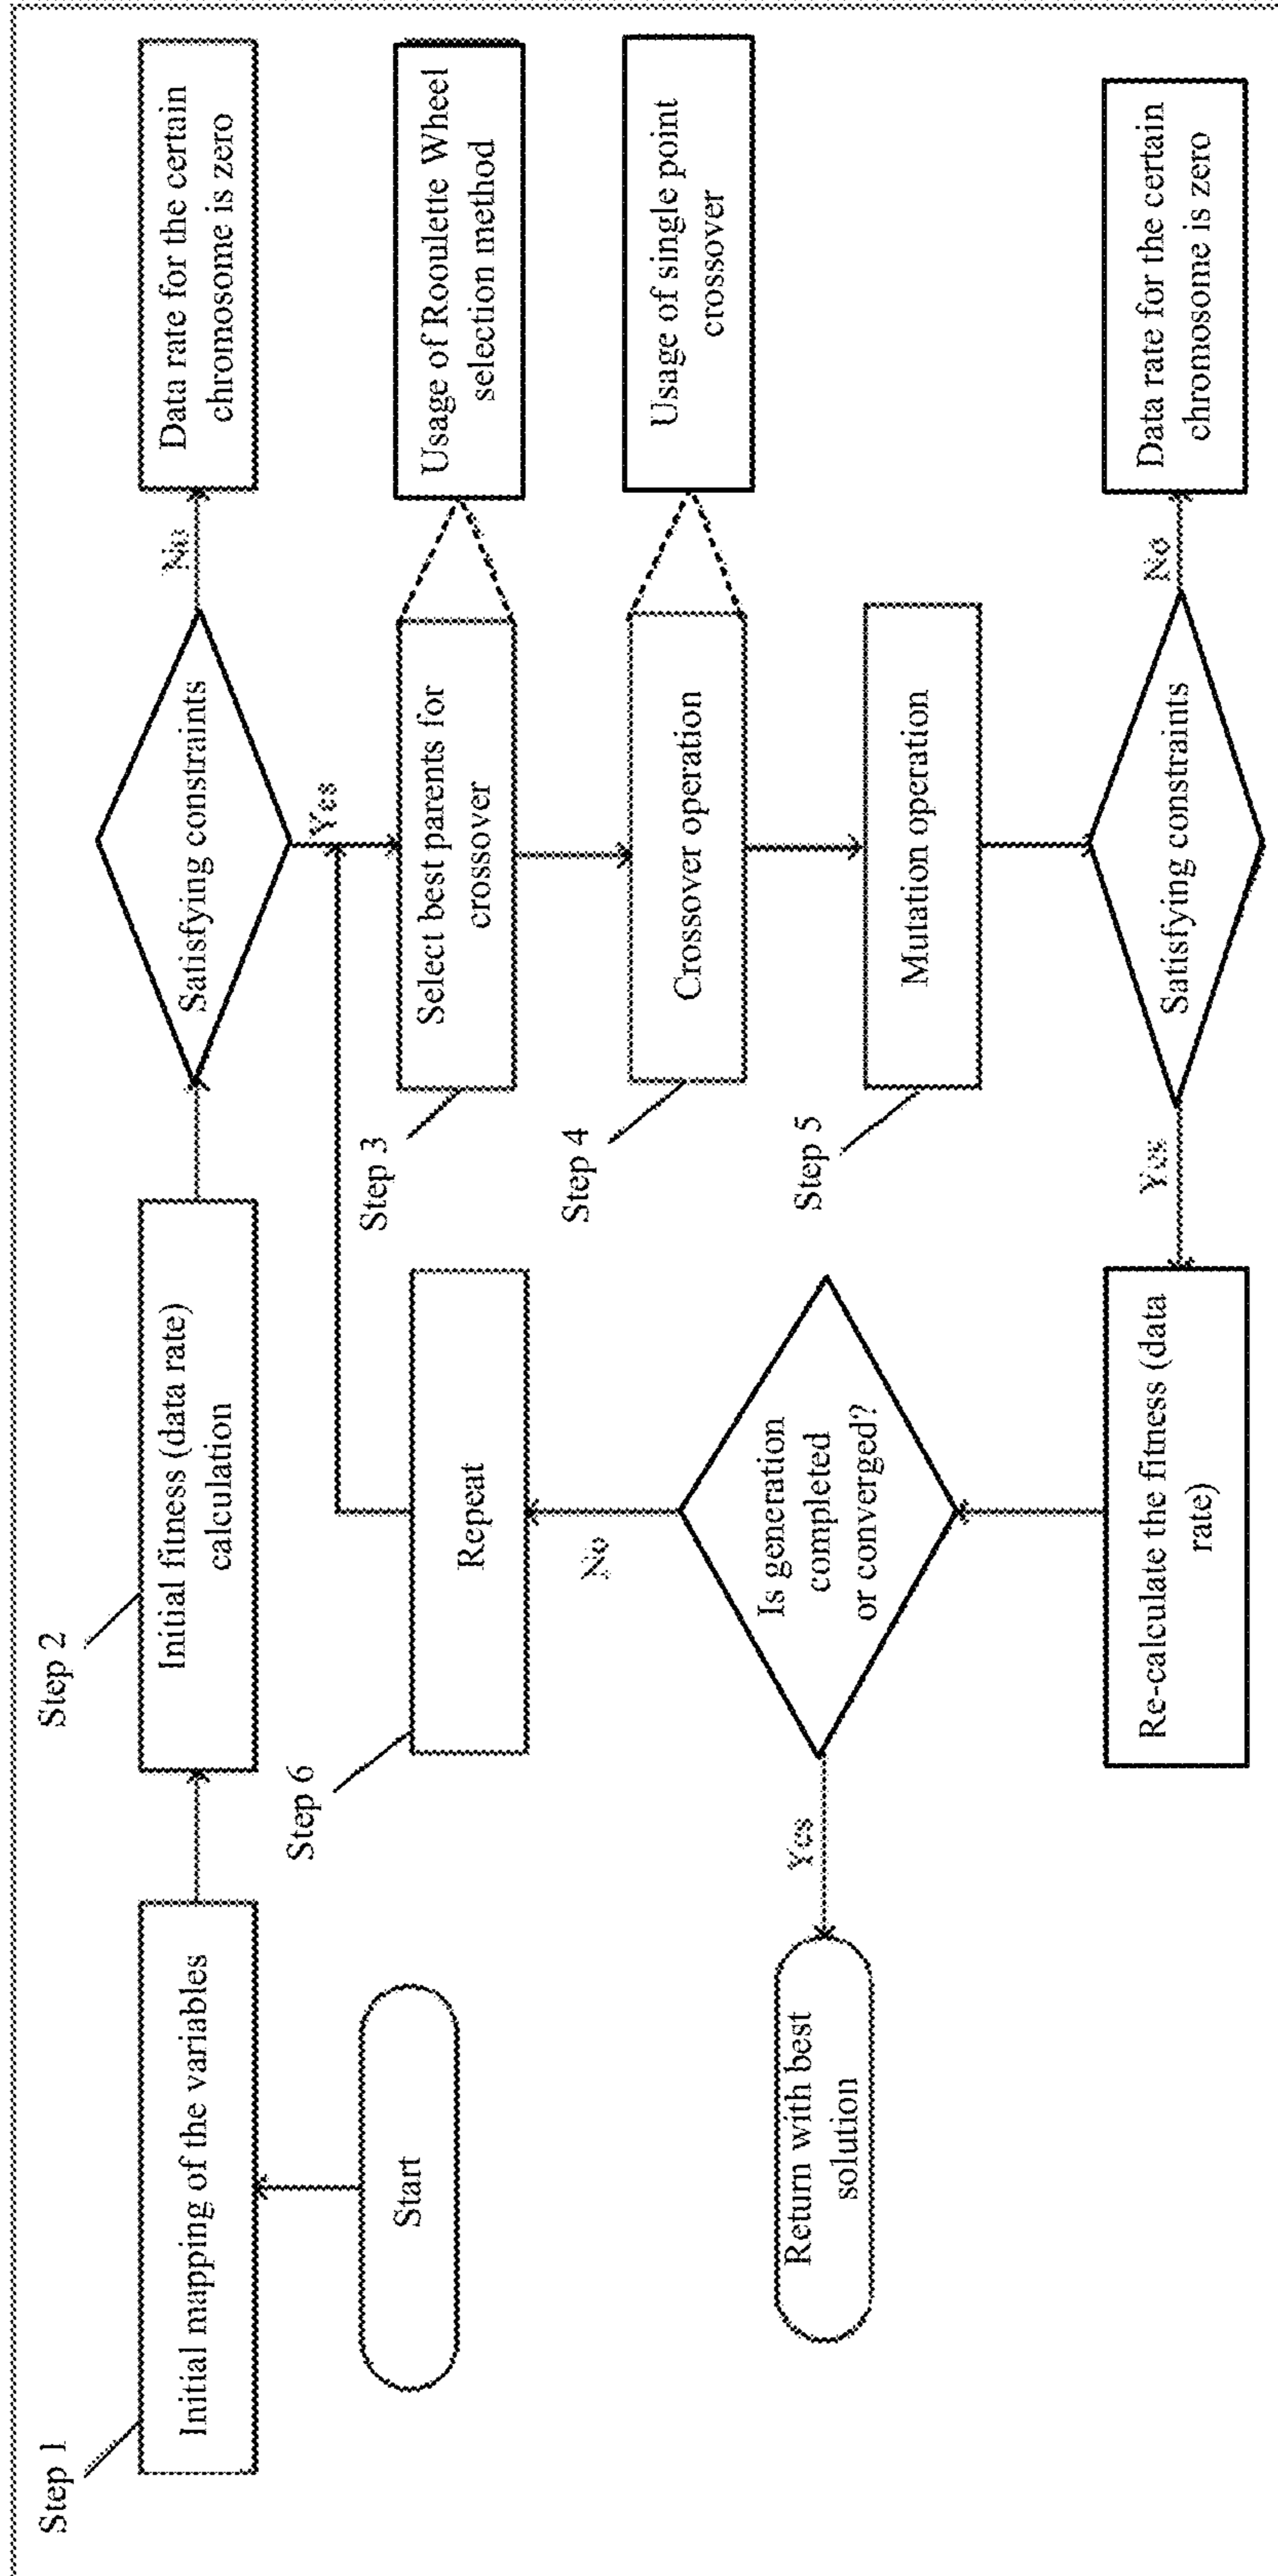 Step 1
Initial mapping of the variables
Start
Step 2
Initial fitness (data rate)
calculation
Satisfying constraints
No
Data rate for the certain
chromosome is zero
Yes
Step 3
Select best parents for
crossover
Usage of Rooulette Wheel
selection method
Step 4
Crossover operation
Usage of single point
crossover
Step 5
Mutation operation
Satisfying constraints
No
Data rate for the certain
chromosome is zero
Yes
Re-calculate the fitness (data
rate)
Is generation
completed
or converged?
No
Step 6
Repeat
Yes
Return with best
solution